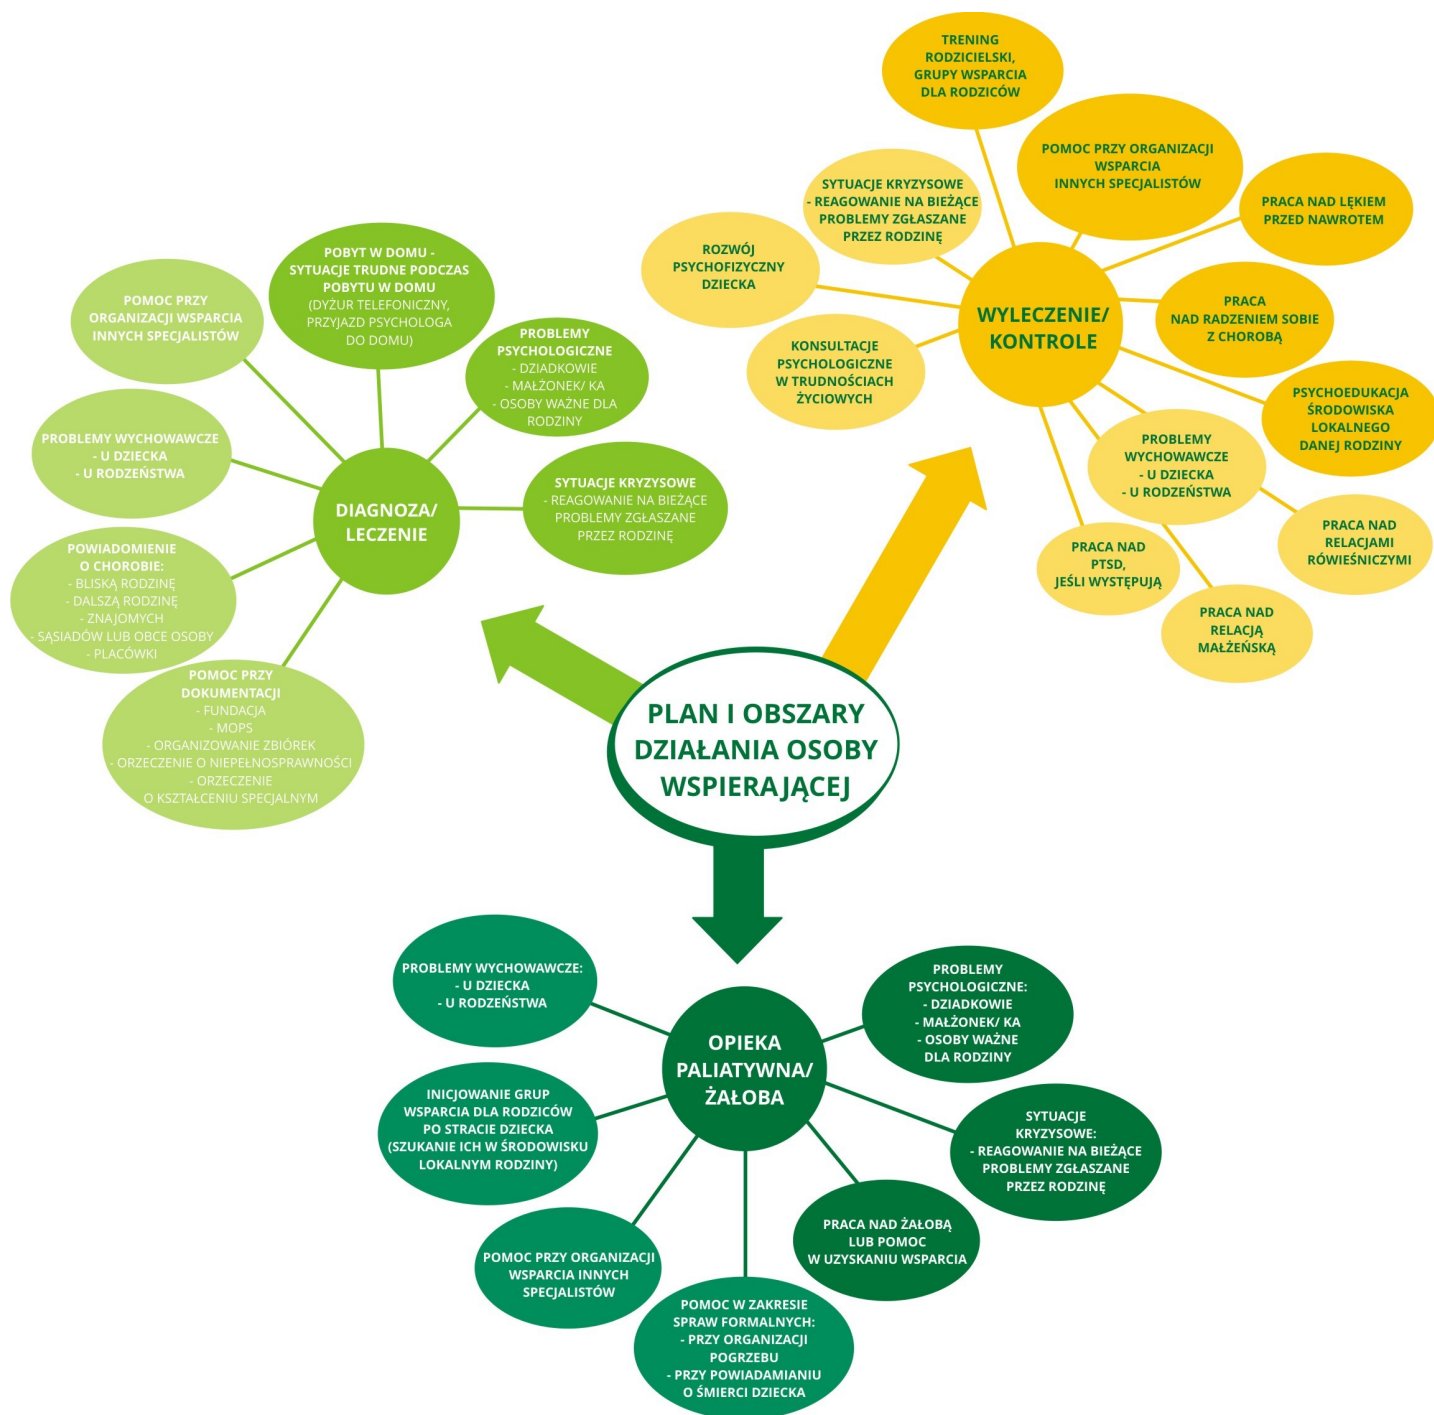 PLAN I OBSZARY
DZIAŁANIA OSOBY
WSPIERAJĄCEJ
DIAGNOZA/
LECZENIE
POMOC PRZY
ORGANIZACJI WSPARCIA
INNYCH SPECJALISTÓW
POBYT W DOMU -
SYTUACJE TRUDNE PODCZAS
POBYTU W DOMU
(DYŻUR TELEFONICZNY,
PRZYJAZD PSYCHOLOGA
DO DOMU)
PROBLEMY
PSYCHOLOGICZNE
- DZIADKOWIE
- MAŁŻONEK/ KA
- OSOBY WAŻNE DLA
RODZINY
SYTUACJE KRYZYSOWE
- REAGOWANIE NA BIEŻĄCE
PROBLEMY ZGŁASZANE
PRZEZ RODZINĘ
PROBLEMY WYCHOWAWCZE
- U DZIECKA
- U RODZEŃSTWA
POWIADOMIENIE
O CHOROBIE:
- BLISKĄ RODZINĘ
- DALSZĄ RODZINĘ
- ZNAJOMYCH
- SĄSIADÓW LUB OBCE OSOBY
- PLACÓWKI
POMOC PRZY
DOKUMENTACJI
- FUNDACJA
- MOPS
- ORGANIZOWANIE ZBIÓREK
- ORZECZENIE O NIEPEŁNOSPRAWNOŚCI
- ORZECZENIE
O KSZTAŁCENIU SPECJALNYM
WYLECZENIE/
KONTROLE
TRENING
RODZICIELSKI,
GRUPY WSPARCIA
DLA RODZICÓW
POMOC PRZY ORGANIZACJI
WSPARCIA
INNYCH SPECJALISTÓW
PRACA NAD LĘKIEM
PRZED NAWROTEM
PRACA
NAD RADZENIEM SOBIE
Z CHOROBĄ
PSYCHOEDUKACJA
ŚRODOWISKA
LOKALNEGO
DANEJ RODZINY
PROBLEMY
WYCHOWAWCZE
- U DZIECKA
- U RODZEŃSTWA
PRACA NAD
RELACJAMI
RÓWIEŚNICZYMI
PRACA NAD
RELACJĄ
MAŁŻEŃSKĄ
PRACA NAD
PTSD,
JEŚLI WYSTĘPUJĄ
KONSULTACJE
PSYCHOLOGICZNE
W TRUDNOŚCIACH
ŻYCIOWYCH
ROZWÓJ
PSYCHOFIZYCZNY
DZIECKA
SYTUACJE KRYZYSOWE
- REAGOWANIE NA BIEŻĄCE
PROBLEMY ZGŁASZANE
PRZEZ RODZINĘ
OPIEKA
PALIATYWNA/
ŻAŁOBA
PROBLEMY WYCHOWAWCZE:
- U DZIECKA
- U RODZEŃSTWA
INICJOWANIE GRUP
WSPARCIA DLA RODZICÓW
PO STRACIE DZIECKA
(SZUKANIE ICH W ŚRODOWISKU
LOKALNYM RODZINY)
POMOC PRZY ORGANIZACJI
WSPARCIA INNYCH
SPECJALISTÓW
POMOC W ZAKRESIE
SPRAW FORMALNYCH:
- PRZY ORGANIZACJI
POGRZEBU
- PRZY POWIADAMIANIU
O ŚMIERCI DZIECKA
PRACA NAD ŻAŁOBĄ
LUB POMOC
W UZYSKANIU WSPARCIA
SYTUACJE
KRYZYSOWE:
- REAGOWANIE NA BIEŻĄCE
PROBLEMY ZGŁASZANE
PRZEZ RODZINĘ
PROBLEMY
PSYCHOLOGICZNE:
- DZIADKOWIE
- MAŁŻONEK/ KA
- OSOBY WAŻNE
DLA RODZINY